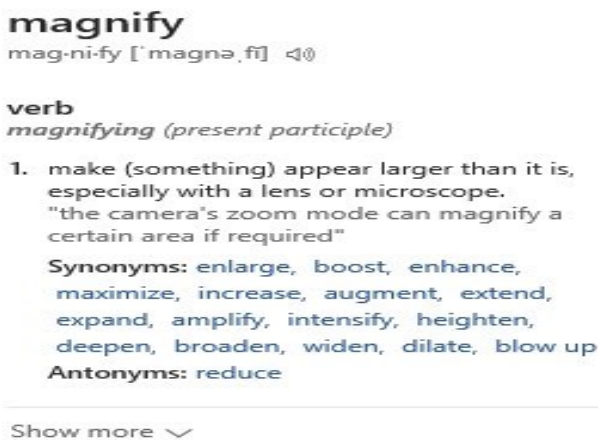 magnify
mag·ni·fy [ˈmaɡnəˌfī]
verb
magnifying (present participle)
1. make (something) appear larger than it is,
especially with a lens or microscope.
"the camera's zoom mode can magnify a
certain area if required"
Synonyms: enlarge, boost, enhance,
maximize, increase, augment, extend,
expand, amplify, intensify, heighten,
deepen, broaden, widen, dilate, blow up
Antonyms: reduce
Show more